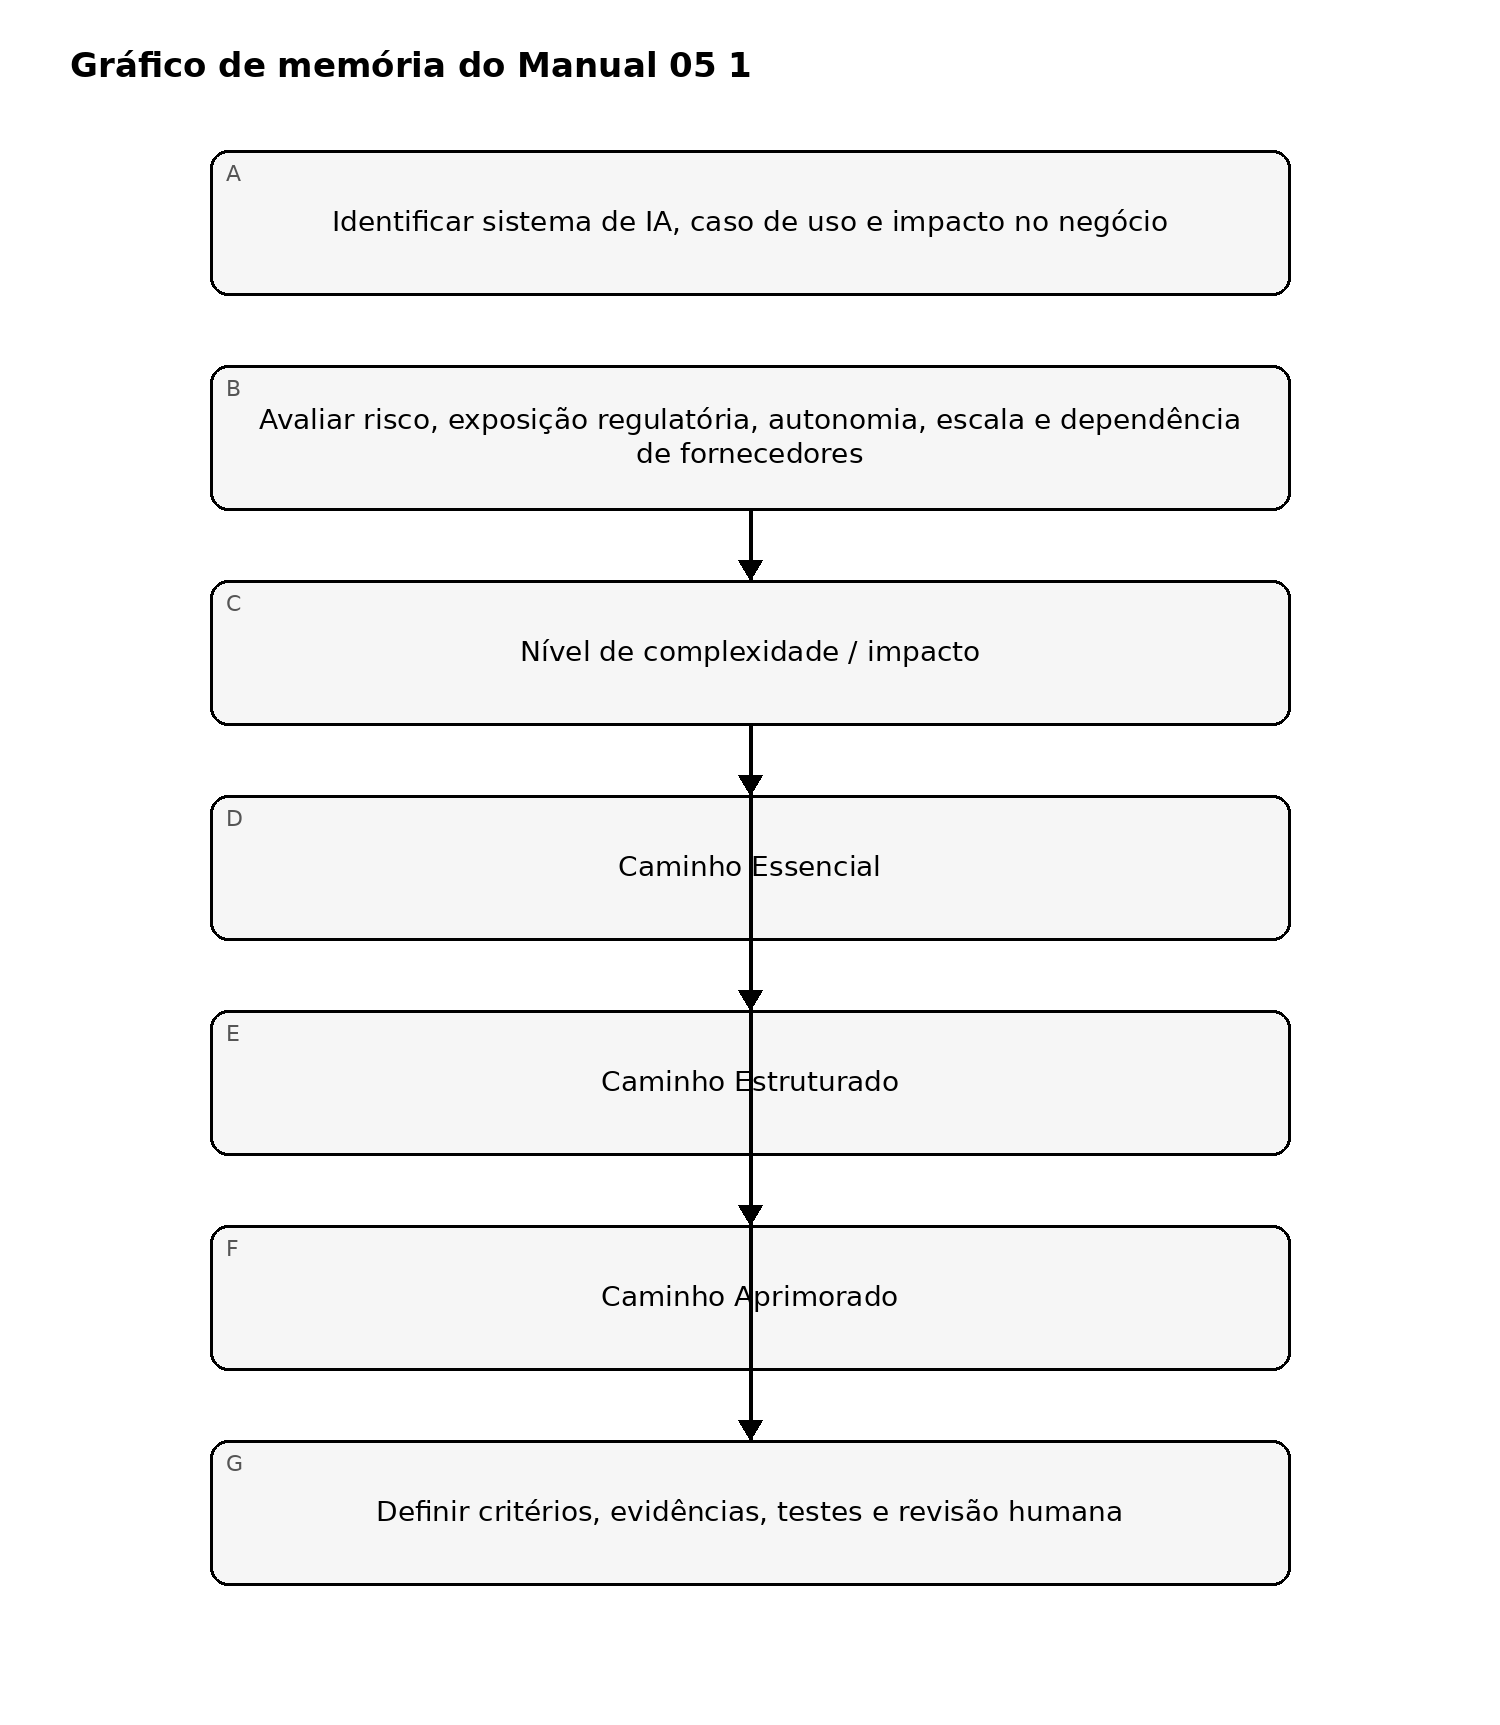 Gráfico de memória do Manual 05 1
A
Identificar sistema de IA, caso de uso e impacto no negócio
B
Avaliar risco, exposição regulatória, autonomia, escala e dependência
de fornecedores
C
Nível de complexidade / impacto
D
Caminho Essencial
E
Caminho Estruturado
F
Caminho Aprimorado
G
Definir critérios, evidências, testes e revisão humana